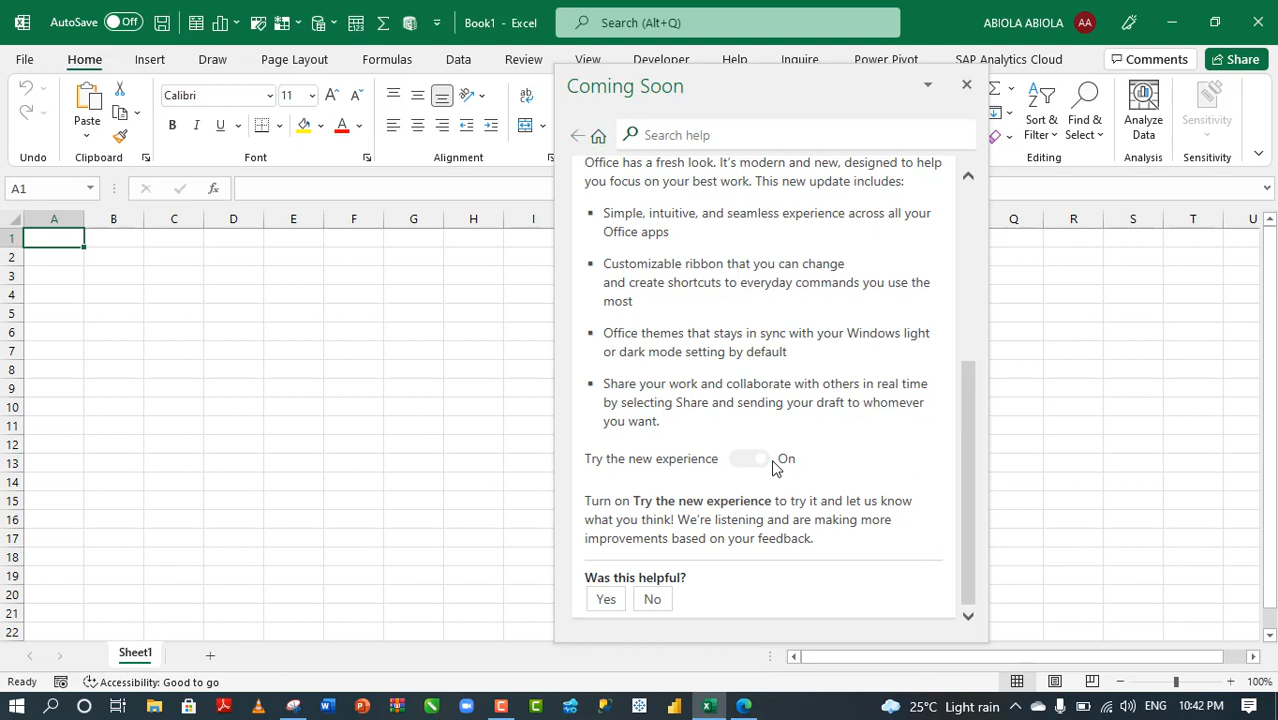 AutoSave Off Book1 - Excel Search (Alt+Q) ABIOLA ABIOLA AA
File Home Insert Draw Page Layout Formulas Data Review View Developer Help Inquire Power Pivot SAP Analytics Cloud Comments Share
Calibri 11
Paste
Sort & Filter
Find & Select
Analyze Data
Sensitivity
Undo Clipboard Font Alignment Editing Analysis Sensitivity
A1 fx
A B C D E F G H I Q R S T U
1
2
3
4
5
6
7
8
9
10
11
12
13
14
15
16
17
18
19
20
21
22
Coming Soon
Search help
Office has a fresh look. It's modern and new, designed to help
you focus on your best work. This new update includes:
▪ Simple, intuitive, and seamless experience across all your
Office apps
▪ Customizable ribbon that you can change
and create shortcuts to everyday commands you use the
most
▪ Office themes that stays in sync with your Windows light
or dark mode setting by default
▪ Share your work and collaborate with others in real time
by selecting Share and sending your draft to whomever
you want.
Try the new experience On
Turn on Try the new experience to try it and let us know
what you think! We're listening and are making more
improvements based on your feedback.
Was this helpful?
Yes No
Sheet1
Ready Accessibility: Good to go 100%
25°C Light rain ENG 10:42 PM